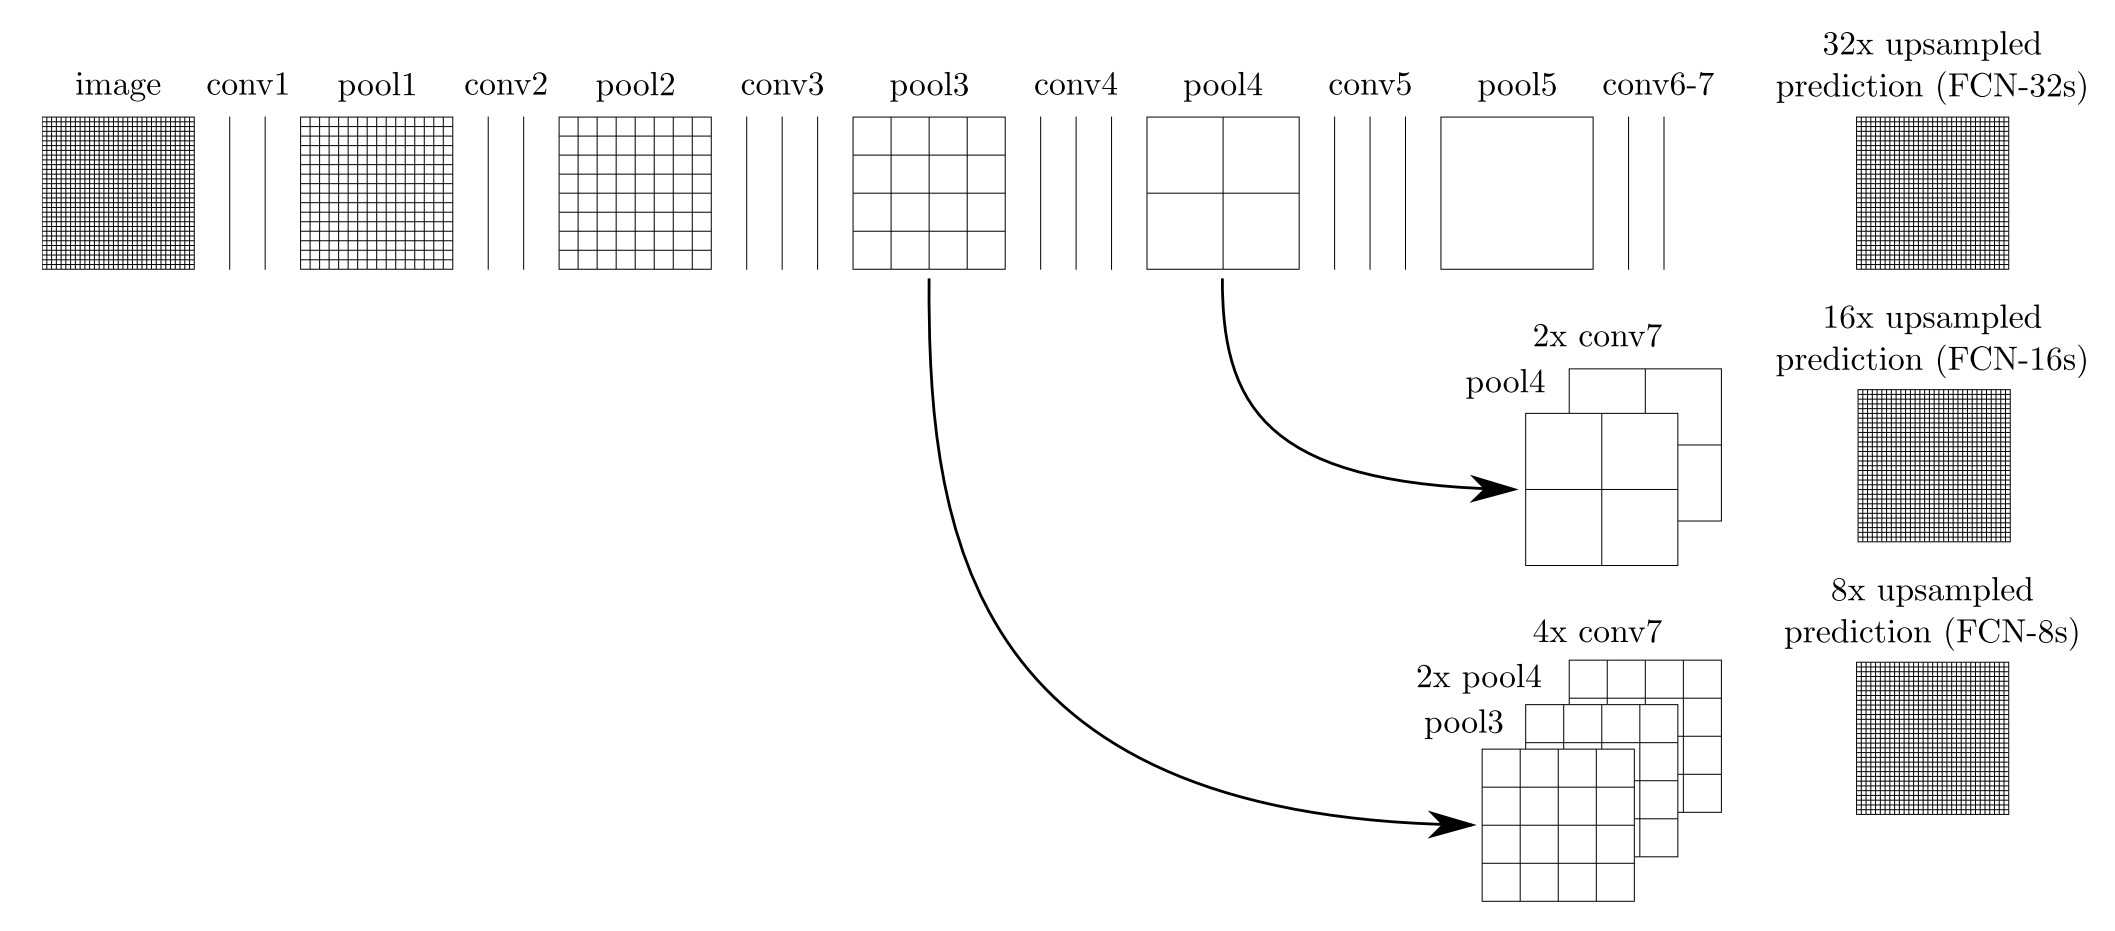 image
conv1
pool1
conv2
pool2
conv3
pool3
conv4
pool4
conv5
pool5
conv6-7
32x upsampled
prediction (FCN-32s)
2x conv7
pool4
16x upsampled
prediction (FCN-16s)
4x conv7
2x pool4
pool3
8x upsampled
prediction (FCN-8s)